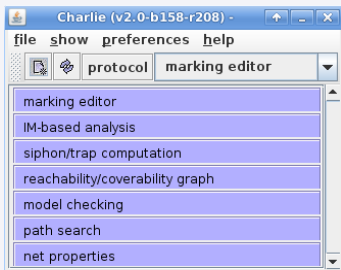 Charlie (v2.0-b158-r208) -
file show preferences help
protocol marking editor
marking editor
IM-based analysis
siphon/trap computation
reachability/coverability graph
model checking
path search
net properties